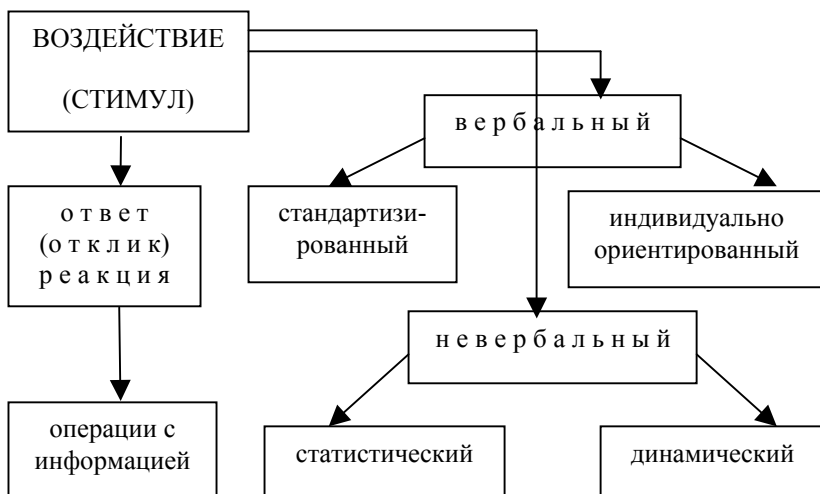 ВОЗДЕЙСТВИЕ
(СТИМУЛ)
в е р б а л ь н ы й
о т в е т
(о т к л и к)
р е а к ц и я
стандартизи-
рованный
индивидуально
ориентированный
н е в е р б а л ь н ы й
операции с
информацией
статистический
динамический